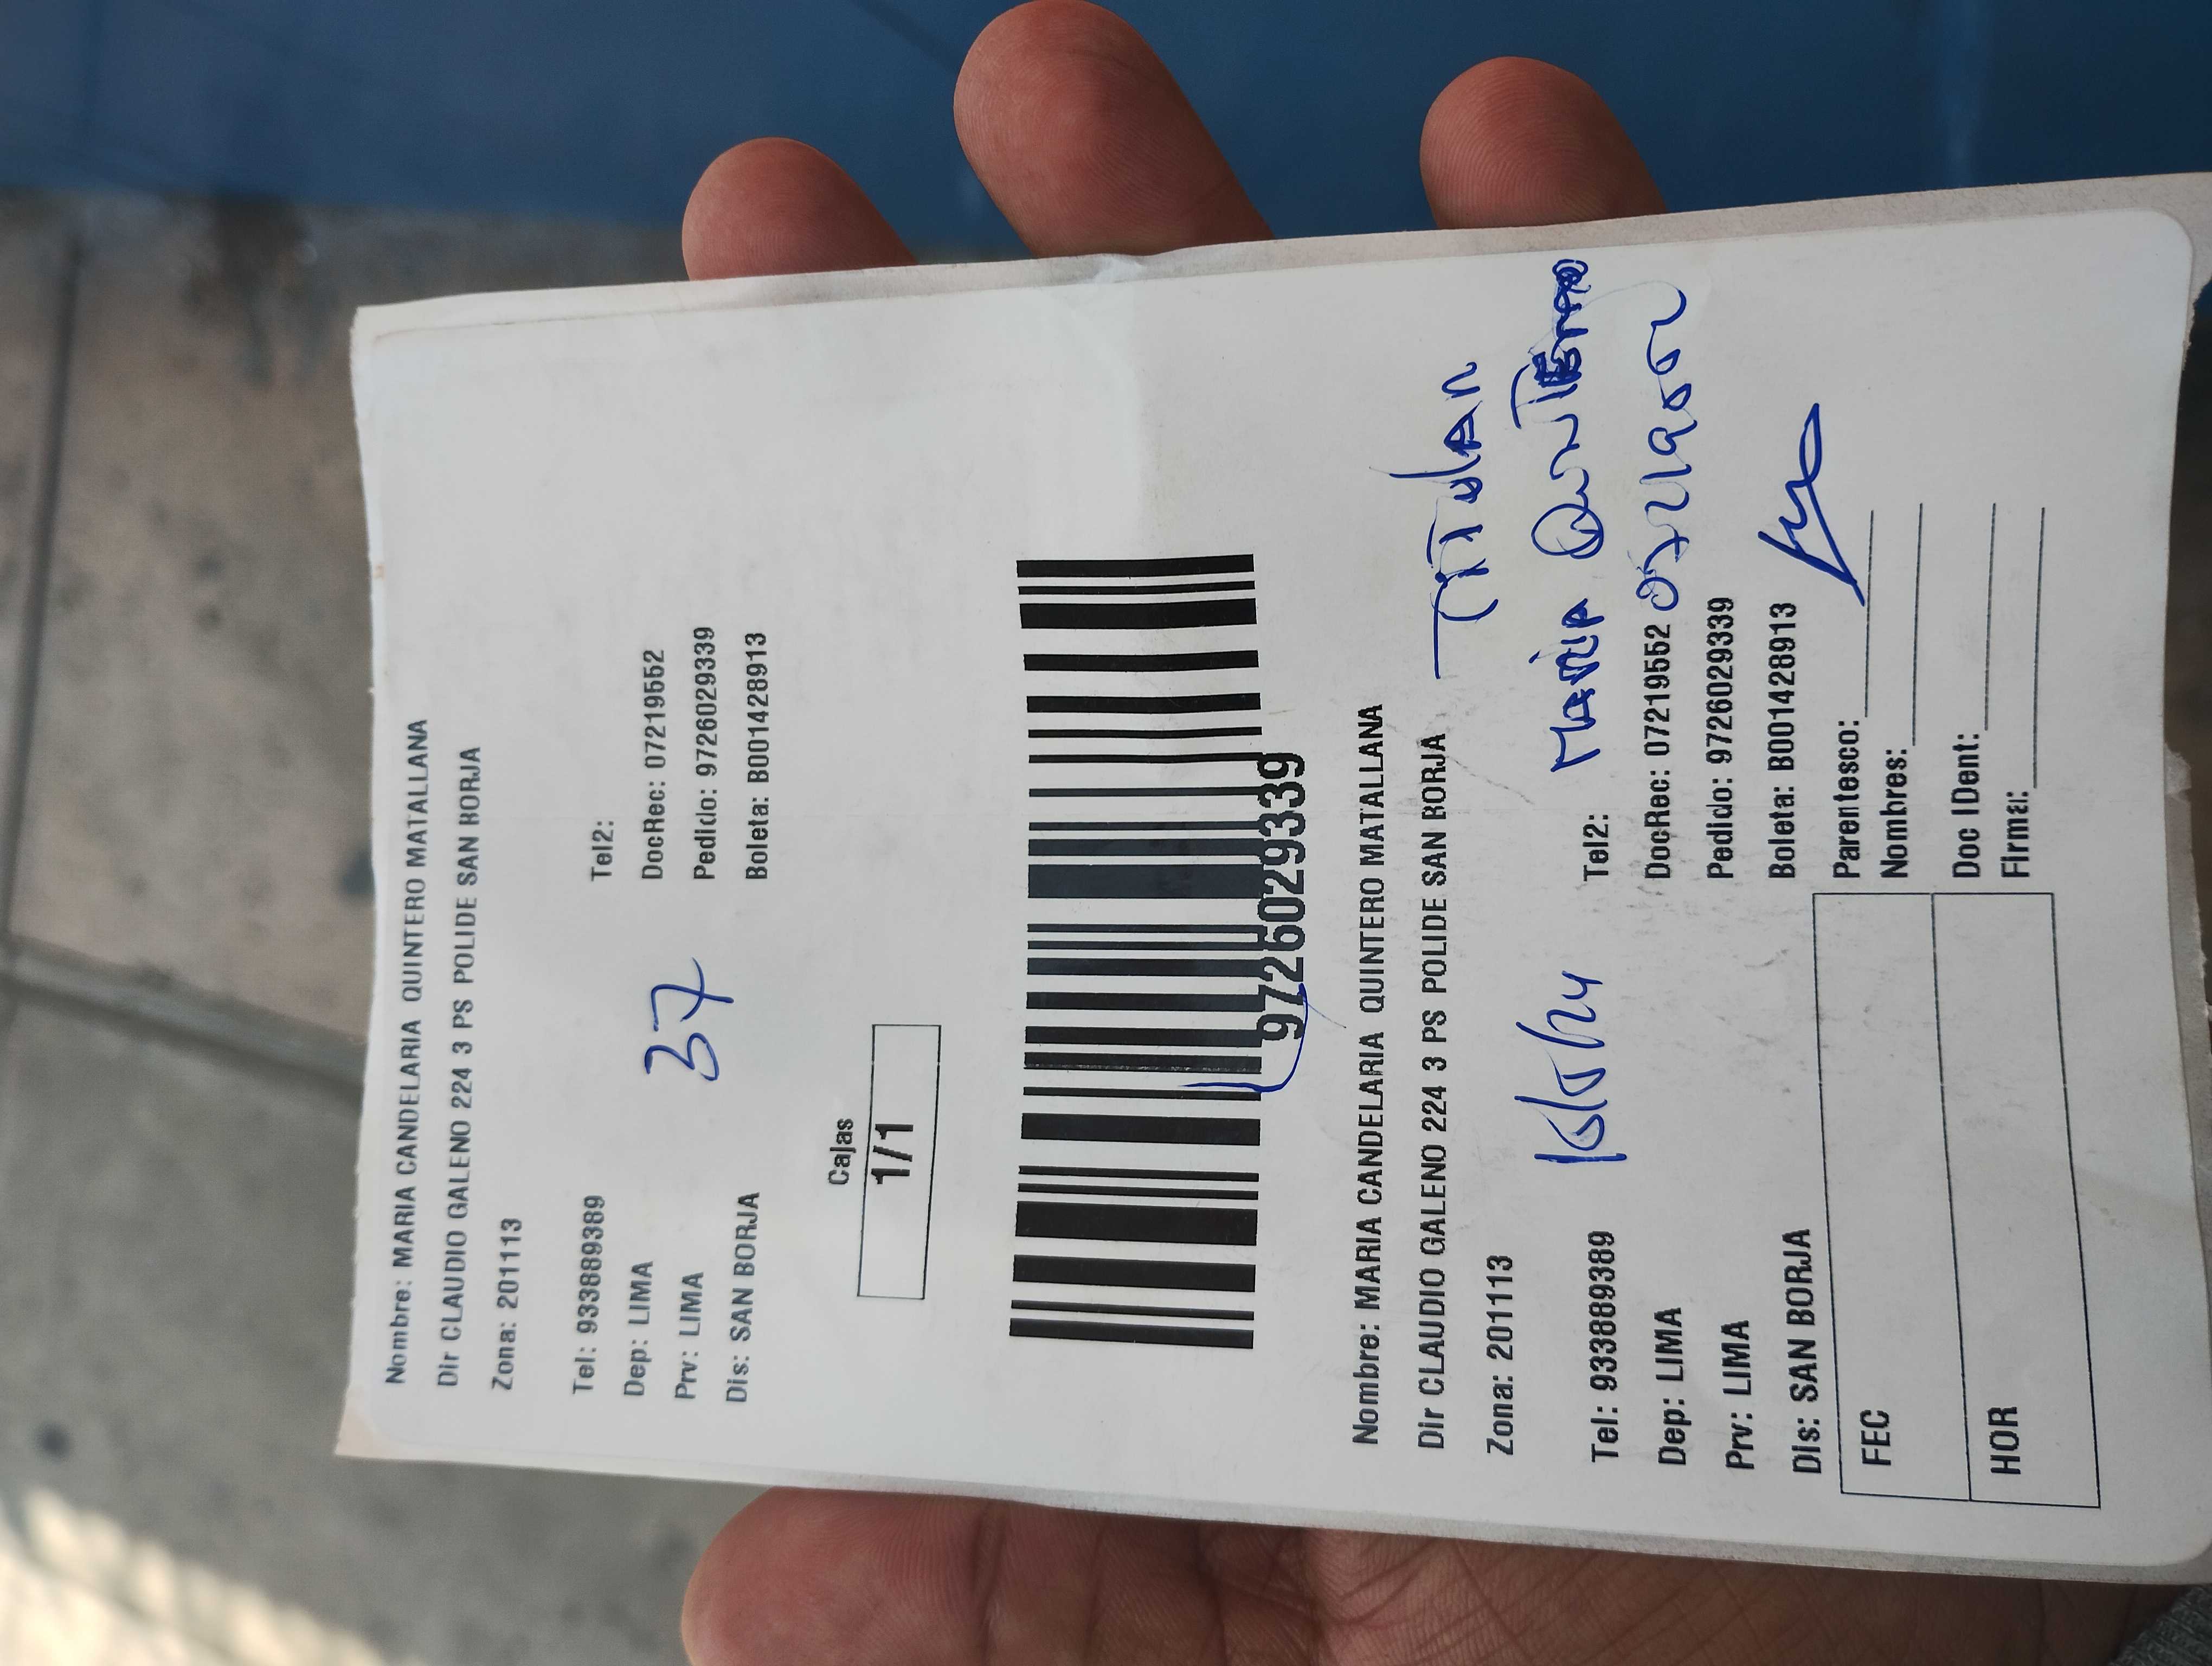 Nombre: MARIA CANDELARIA QUINTERO MATALLANA
Dir CLAUDIO GALENO 224 3 PS POLIDE SAN BORJA
Zona: 201113
Tel: 933889389 Tel2:
Dep: LIMA DocRec: 07219552
Prv: LIMA Pedido: 97260293339
Dis: SAN BORJA Boleta: B001428913
37
Cajas
1/1
97260293339
Nombre: MARIA CANDELARIA QUINTERO MATALLANA
Dir CLAUDIO GALENO 224 3 PS POLIDE SAN BORJA
TiTulAR
Zona: 201113
MARIA QuinTERO
Tel: 933889389 Tel2:
Dep: LIMA DocRec: 07219552
Prv: LIMA Pedido: 97260293339
Dis: SAN BORJA Boleta: B001428913
FEC Parentesco:
Nombres:
HOR Doc IDent:
Firma: